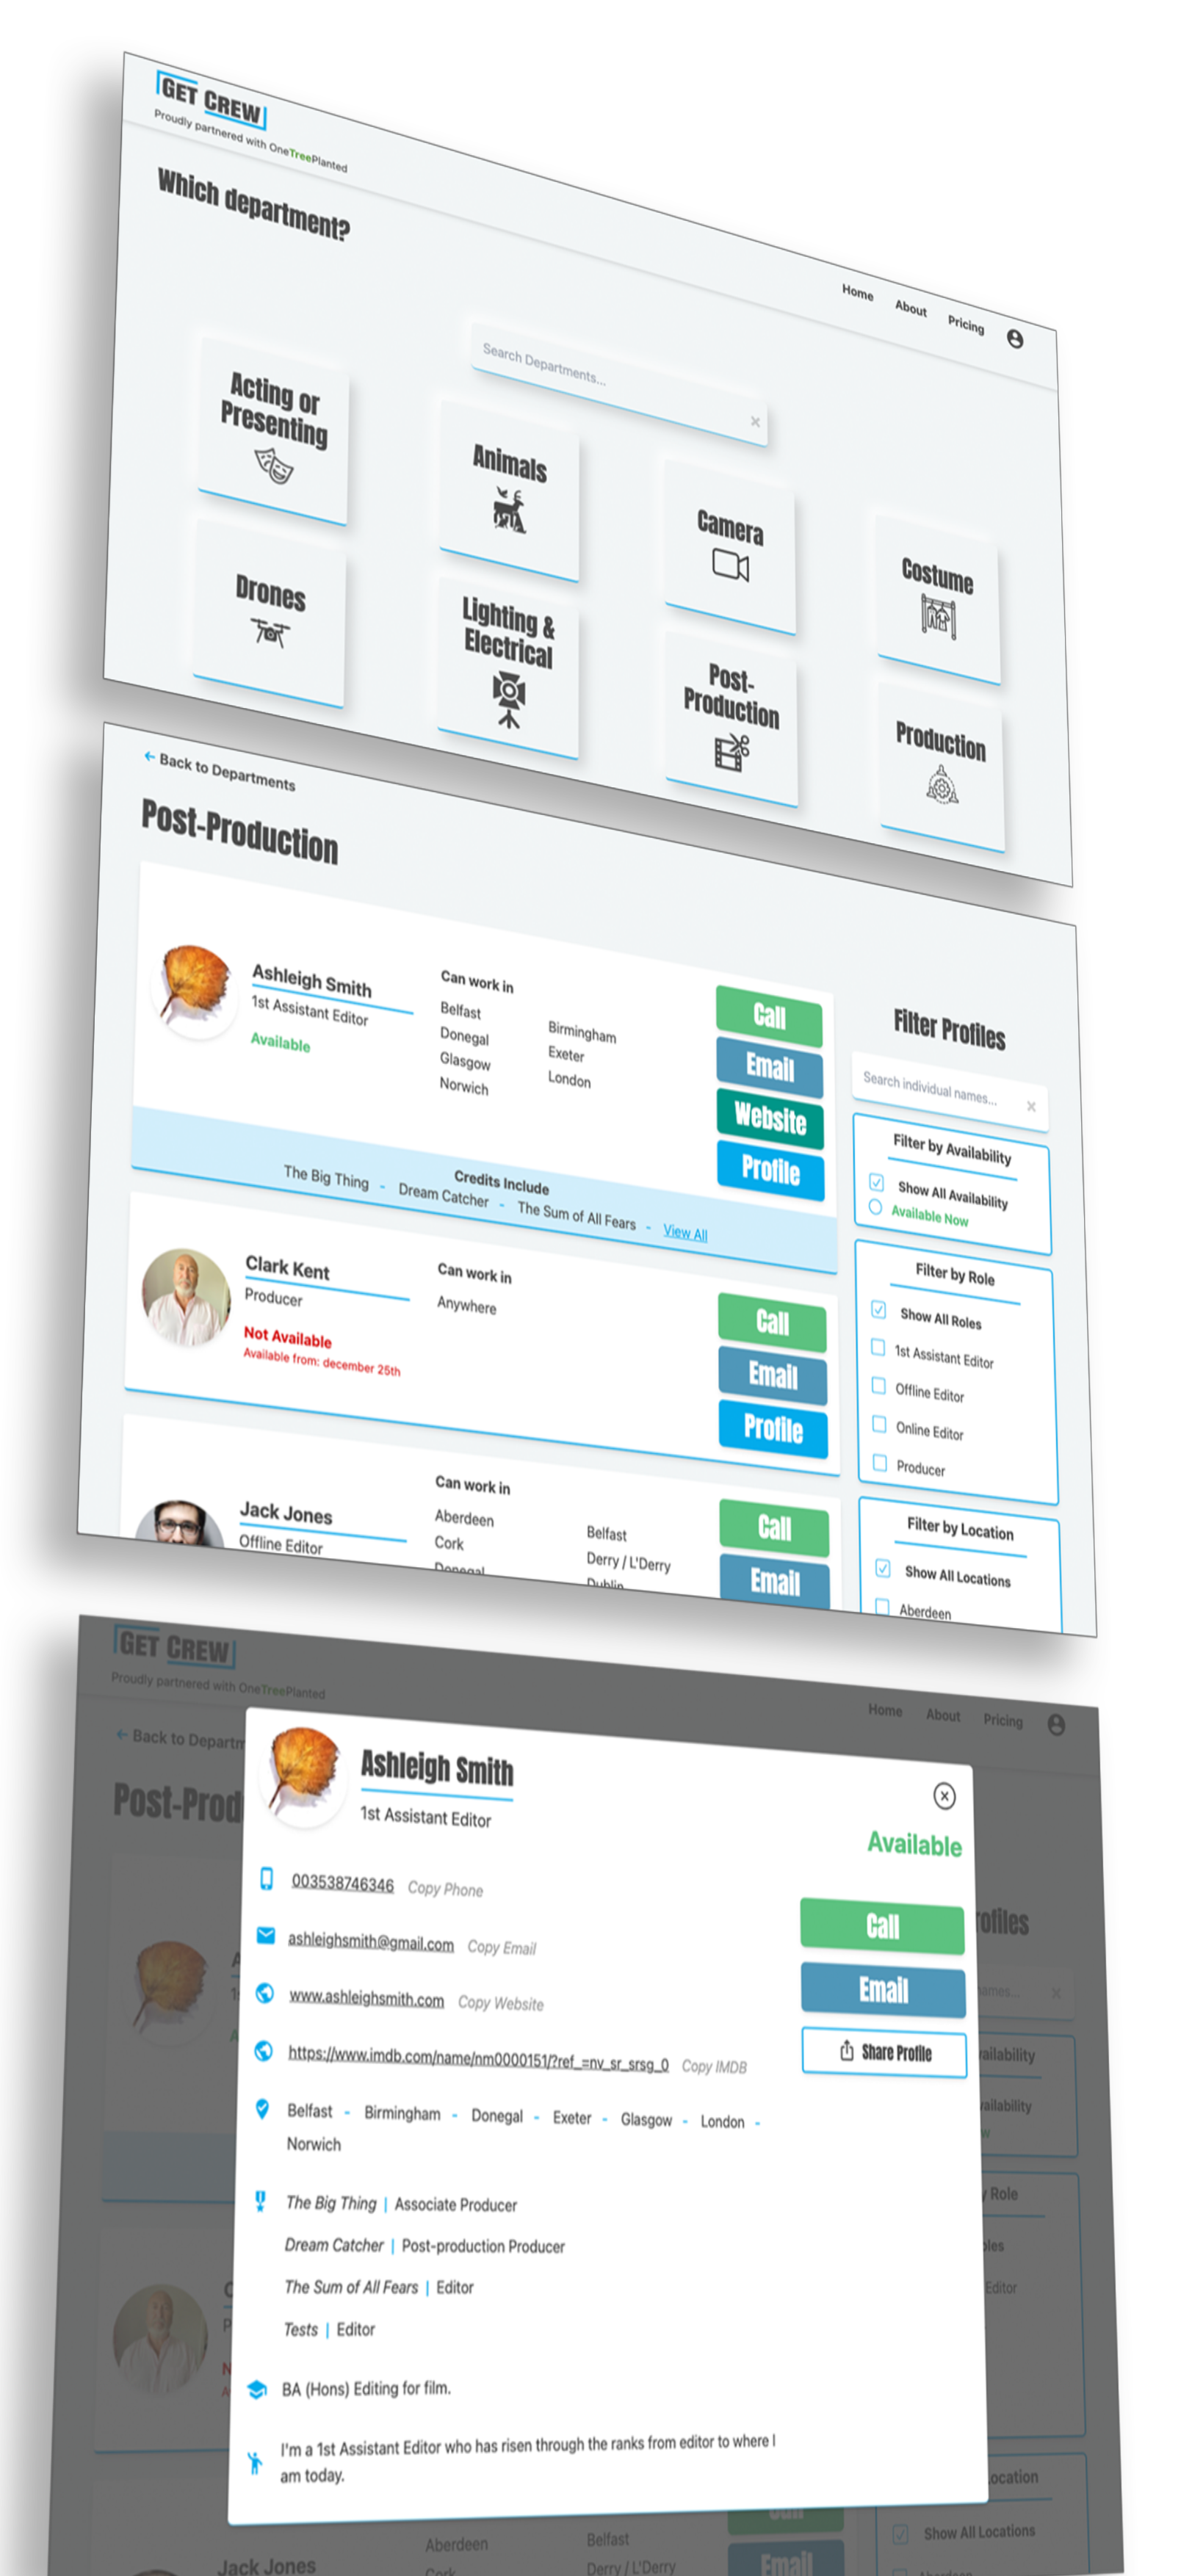 GET CREW
Proudly partnered with OneTreePlanted
Home About Pricing
Which department?
Search Departments...
Acting or
Presenting
Animals
Camera
Costume
Drones
Lighting &
Electrical
Post-
Production
Production
← Back to Departments
Post-Production
Ashleigh Smith
1st Assistant Editor
Available
Can work in
Belfast
Donegal
Glasgow
Norwich
Birmingham
Exeter
London
Call
Email
Website
Profile
Credits Include
The Big Thing - Dream Catcher - The Sum of All Fears - View All
Clark Kent
Producer
Not Available
Available from: december 25th
Can work in
Anywhere
Call
Email
Profile
Jack Jones
Offline Editor
Can work in
Aberdeen
Cork
Donegal
Belfast
Derry / L'Derry
Dublin
Call
Email
Filter Profiles
Search individual names...
Filter by Availability
Show All Availability
Available Now
Filter by Role
Show All Roles
1st Assistant Editor
Offline Editor
Online Editor
Producer
Filter by Location
Show All Locations
Aberdeen
GET CREW
Proudly partnered with OneTreePlanted
Home About Pricing
← Back to Departm
Post-Prod
Ashleigh Smith
1st Assistant Editor
Available
003538746346 Copy Phone
ashleighsmith@gmail.com Copy Email
www.ashleighsmith.com Copy Website
https://www.imdb.com/name/nm0000151/?ref_=nv_sr_srsg_0 Copy IMDB
Belfast - Birmingham - Donegal - Exeter - Glasgow - London -
Norwich
The Big Thing | Associate Producer
Dream Catcher | Post-production Producer
The Sum of All Fears | Editor
Tests | Editor
BA (Hons) Editing for film.
I'm a 1st Assistant Editor who has risen through the ranks from editor to where I
am today.
Call
Email
Share Profile
ofiles
ames...
vailability
vailability
w
y Role
oles
Editor
ocation
Show All Locations
Aberdeen
Jack Jones
Aberdeen
Cork
Belfast
Derry / L'Derry
Call
Email